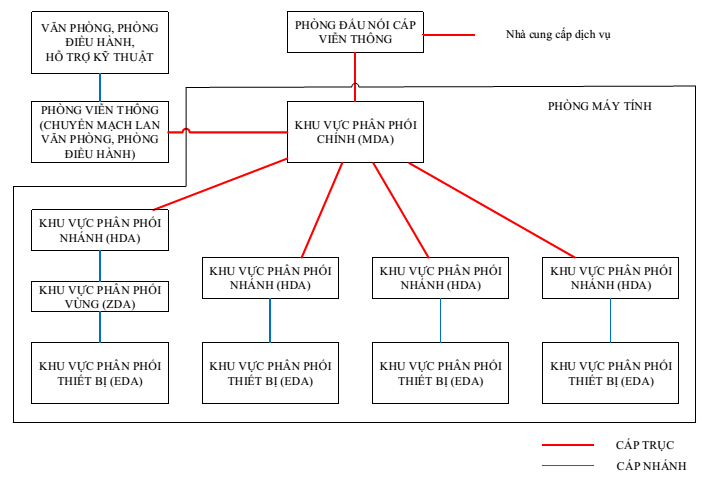 VĂN PHÒNG, PHÒNG
ĐIỀU HÀNH,
HỖ TRỢ KỸ THUẬT
PHÒNG ĐẤU NỐI CÁP
VIỄN THÔNG
Nhà cung cấp dịch vụ
PHÒNG VIỄN THÔNG
(CHUYỂN MẠCH LAN
VĂN PHÒNG, PHÒNG
ĐIỀU HÀNH)
KHU VỰC PHÂN PHỐI
CHÍNH (MDA)
PHÒNG MÁY TÍNH
KHU VỰC PHÂN PHỐI
NHÁNH (HDA)
KHU VỰC PHÂN PHỐI
NHÁNH (HDA)
KHU VỰC PHÂN PHỐI
NHÁNH (HDA)
KHU VỰC PHÂN PHỐI
NHÁNH (HDA)
KHU VỰC PHÂN PHỐI
VÙNG (ZDA)
KHU VỰC PHÂN PHỐI
THIẾT BỊ (EDA)
KHU VỰC PHÂN PHỐI
THIẾT BỊ (EDA)
KHU VỰC PHÂN PHỐI
THIẾT BỊ (EDA)
KHU VỰC PHÂN PHỐI
THIẾT BỊ (EDA)
CÁP TRỤC
CÁP NHÁNH